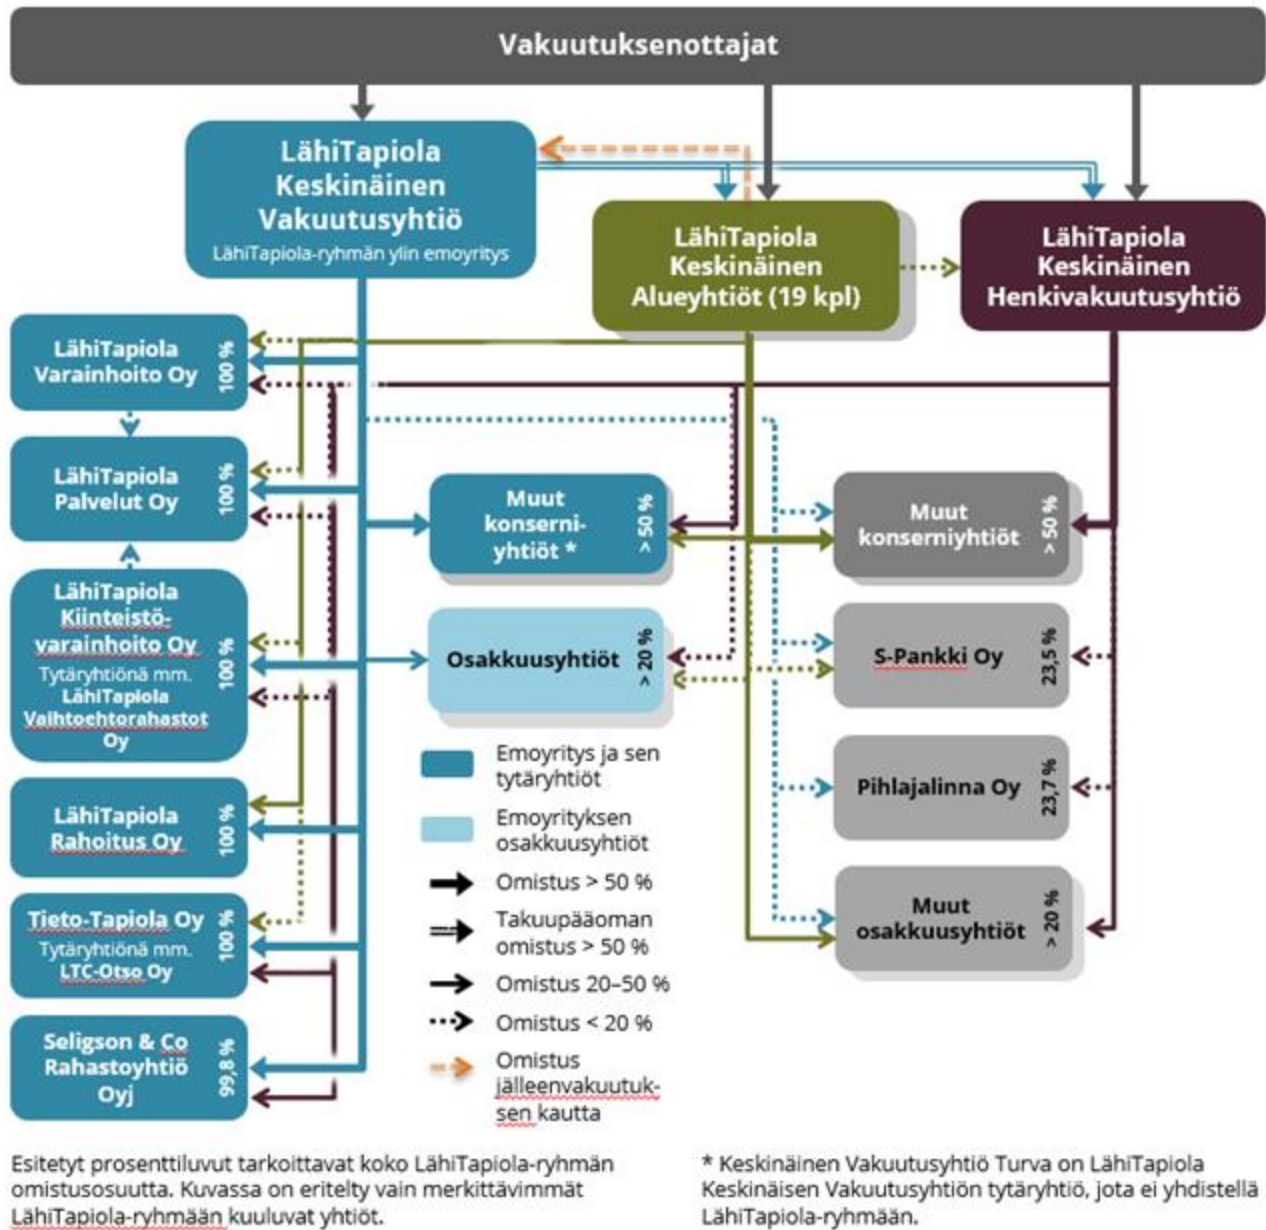 Vakuutuksenottajat
LähiTapiola
Keskinäinen
Vakuutusyhtiö
LähiTapiola-ryhmän ylin emoyritys
LähiTapiola
Keskinäinen
Alueyhtiöt (19 kpl)
LähiTapiola
Keskinäinen
Henkivakuutusyhtiö
LähiTapiola
Varainhoito Oy
100 %
LähiTapiola
Palvelut Oy
100 %
LähiTapiola
Kiinteistö-
varainhoito Oy
Tytäryhtiönä mm.
LähiTapiola
Vaihtoehtorahastot
Oy
100 %
LähiTapiola
Rahoitus Oy
100 %
Tieto-Tapiola Oy
Tytäryhtiönä mm.
LTC-Otso Oy
100 %
Seligson & Co
Rahastoyhtiö
Oyj
99,8 %
Muut
konserni-
yhtiöt *
> 50 %
Osakkuusyhtiöt
> 20 %
Muut
konserniyhtiöt
> 50 %
S-Pankki Oy
23,5 %
Pihlajalinna Oy
23,7 %
Muut
osakkuusyhtiöt
> 20 %
Emoyritys ja sen
tytäryhtiöt
Emoyrityksen
osakkuusyhtiöt
Omistus > 50 %
Takuupääoman
omistus > 50 %
Omistus 20–50 %
Omistus < 20 %
Omistus
jälleenvakuutuk-
sen kautta
Esitetyt prosenttiluvut tarkoittavat koko LähiTapiola-ryhmän
omistusosuutta. Kuvassa on eritelty vain merkittävimmät
LähiTapiola-ryhmään kuuluvat yhtiöt.
* Keskinäinen Vakuutusyhtiö Turva on LähiTapiola
Keskinäisen Vakuutusyhtiön tytäryhtiö, jota ei yhdistellä
LähiTapiola-ryhmään.